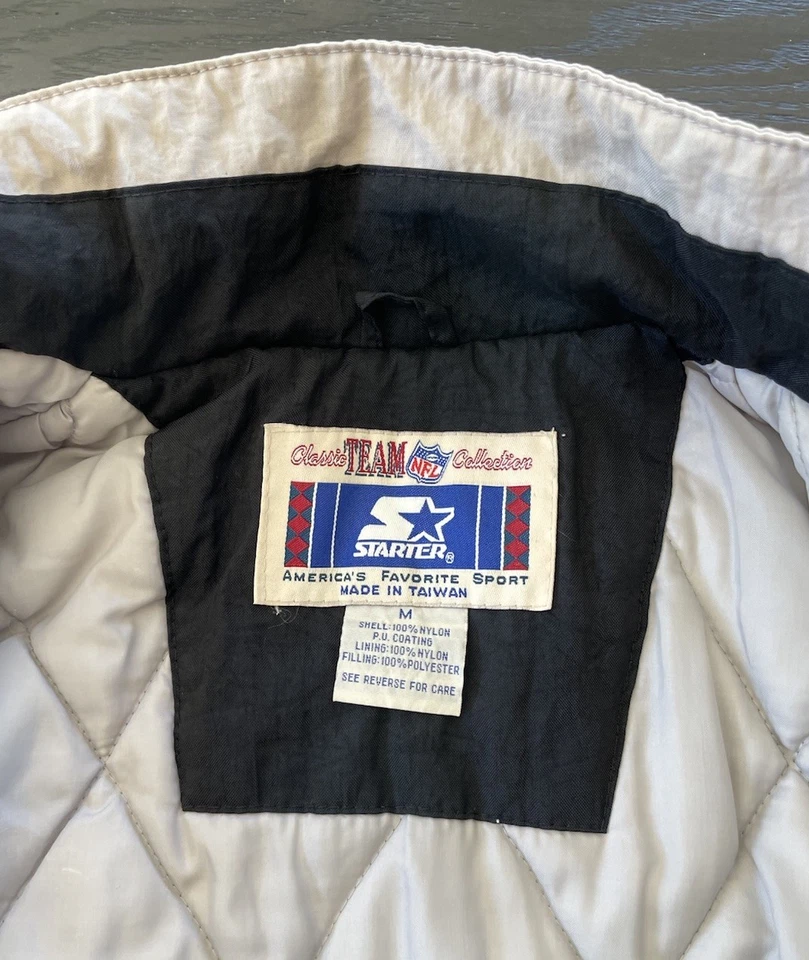 Classic TEAM NFL Collection
STARTER®
AMERICA'S FAVORITE SPORT
MADE IN TAIWAN
M
SHELL:100% NYLON
P.U. COATING
LINING:100% NYLON
FILLING:100% POLYESTER
SEE REVERSE FOR CARE